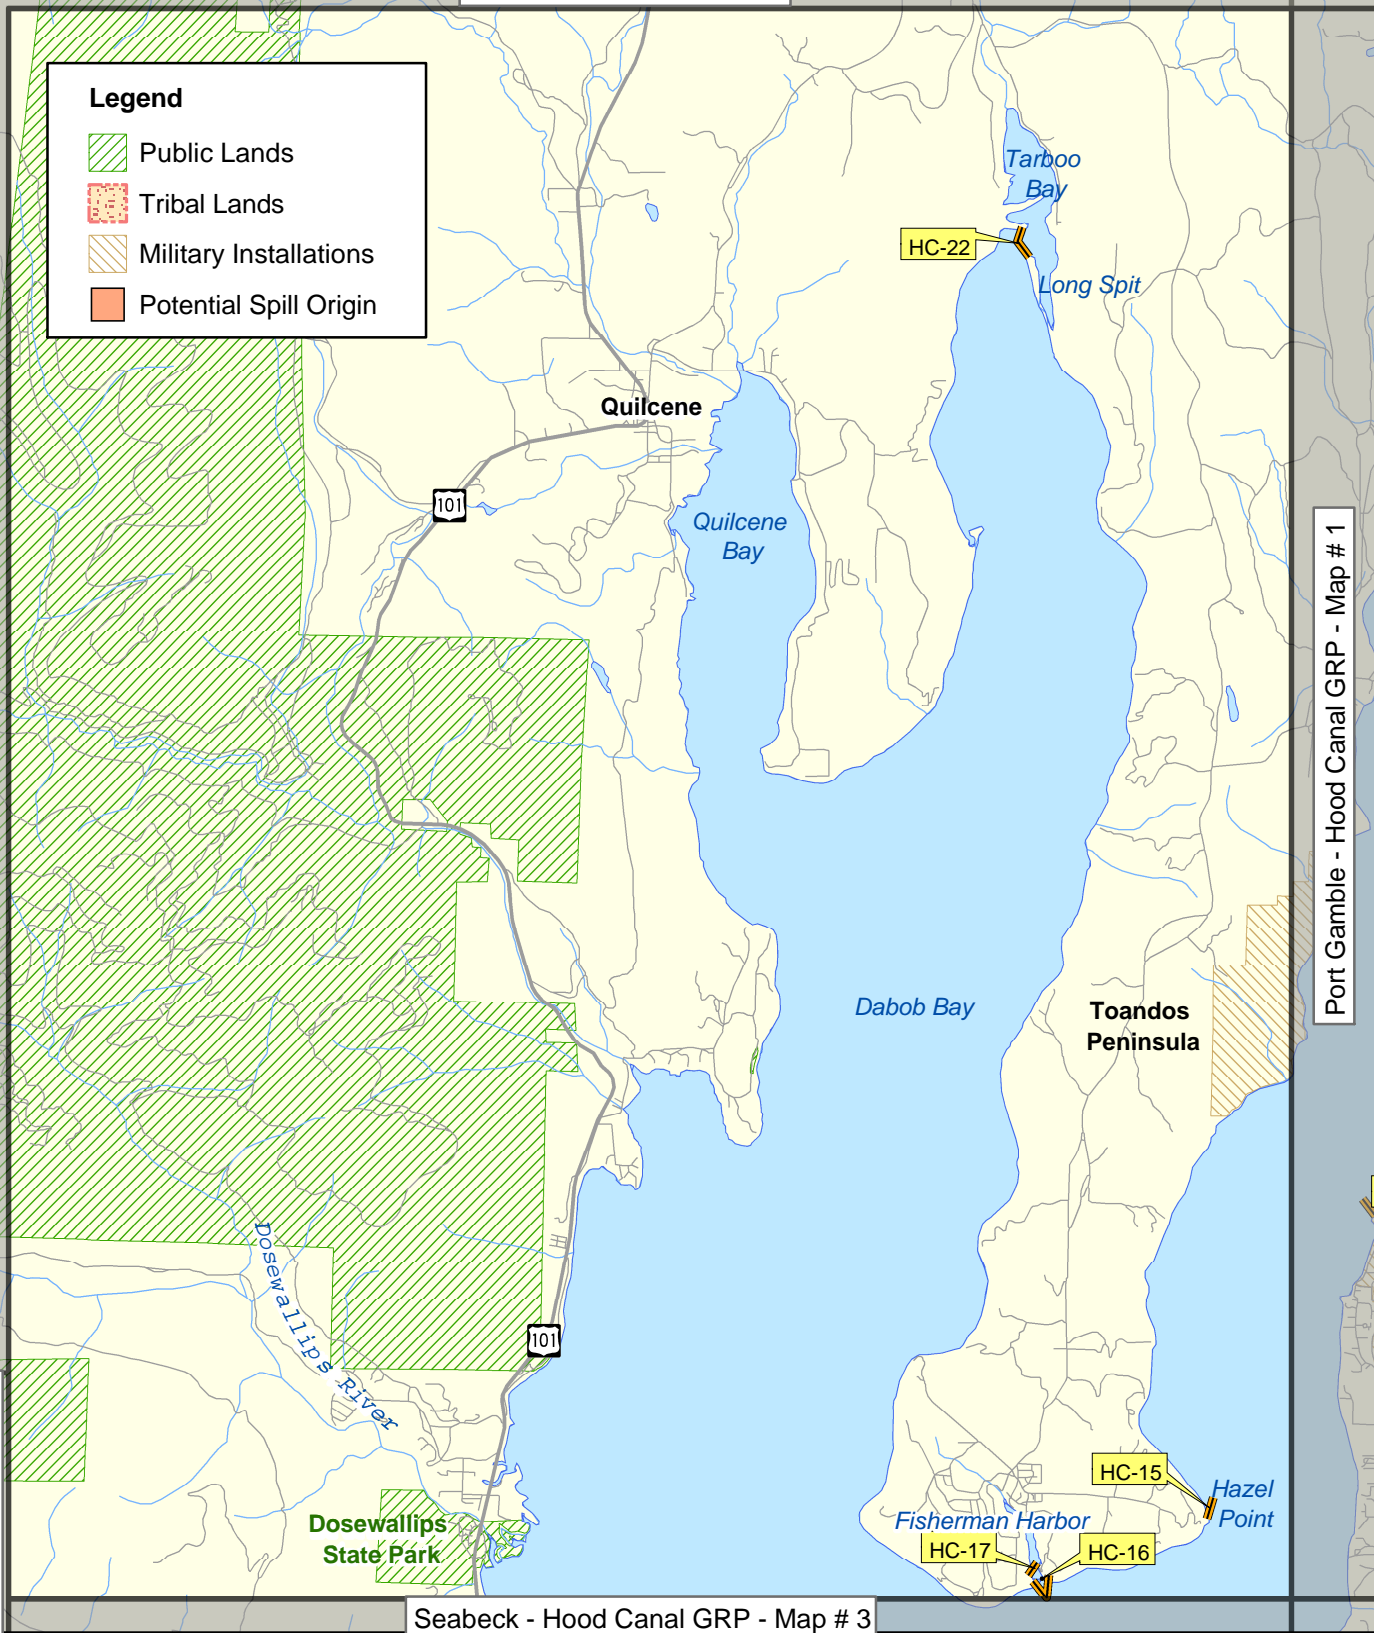 Legend
Public Lands
Tribal Lands
Military Installations
Potential Spill Origin
Tarboo
Bay
HC-22
Long Spit
Quilcene
101
Quilcene
Bay
Port Gamble - Hood Canal GRP - Map # 1
Dabob Bay
Toandos
Peninsula
Dosewallips River
101
HC-15
Hazel
Point
Fisherman Harbor
Dosewallips
State Park
HC-17
HC-16
Seabeck - Hood Canal GRP - Map # 3